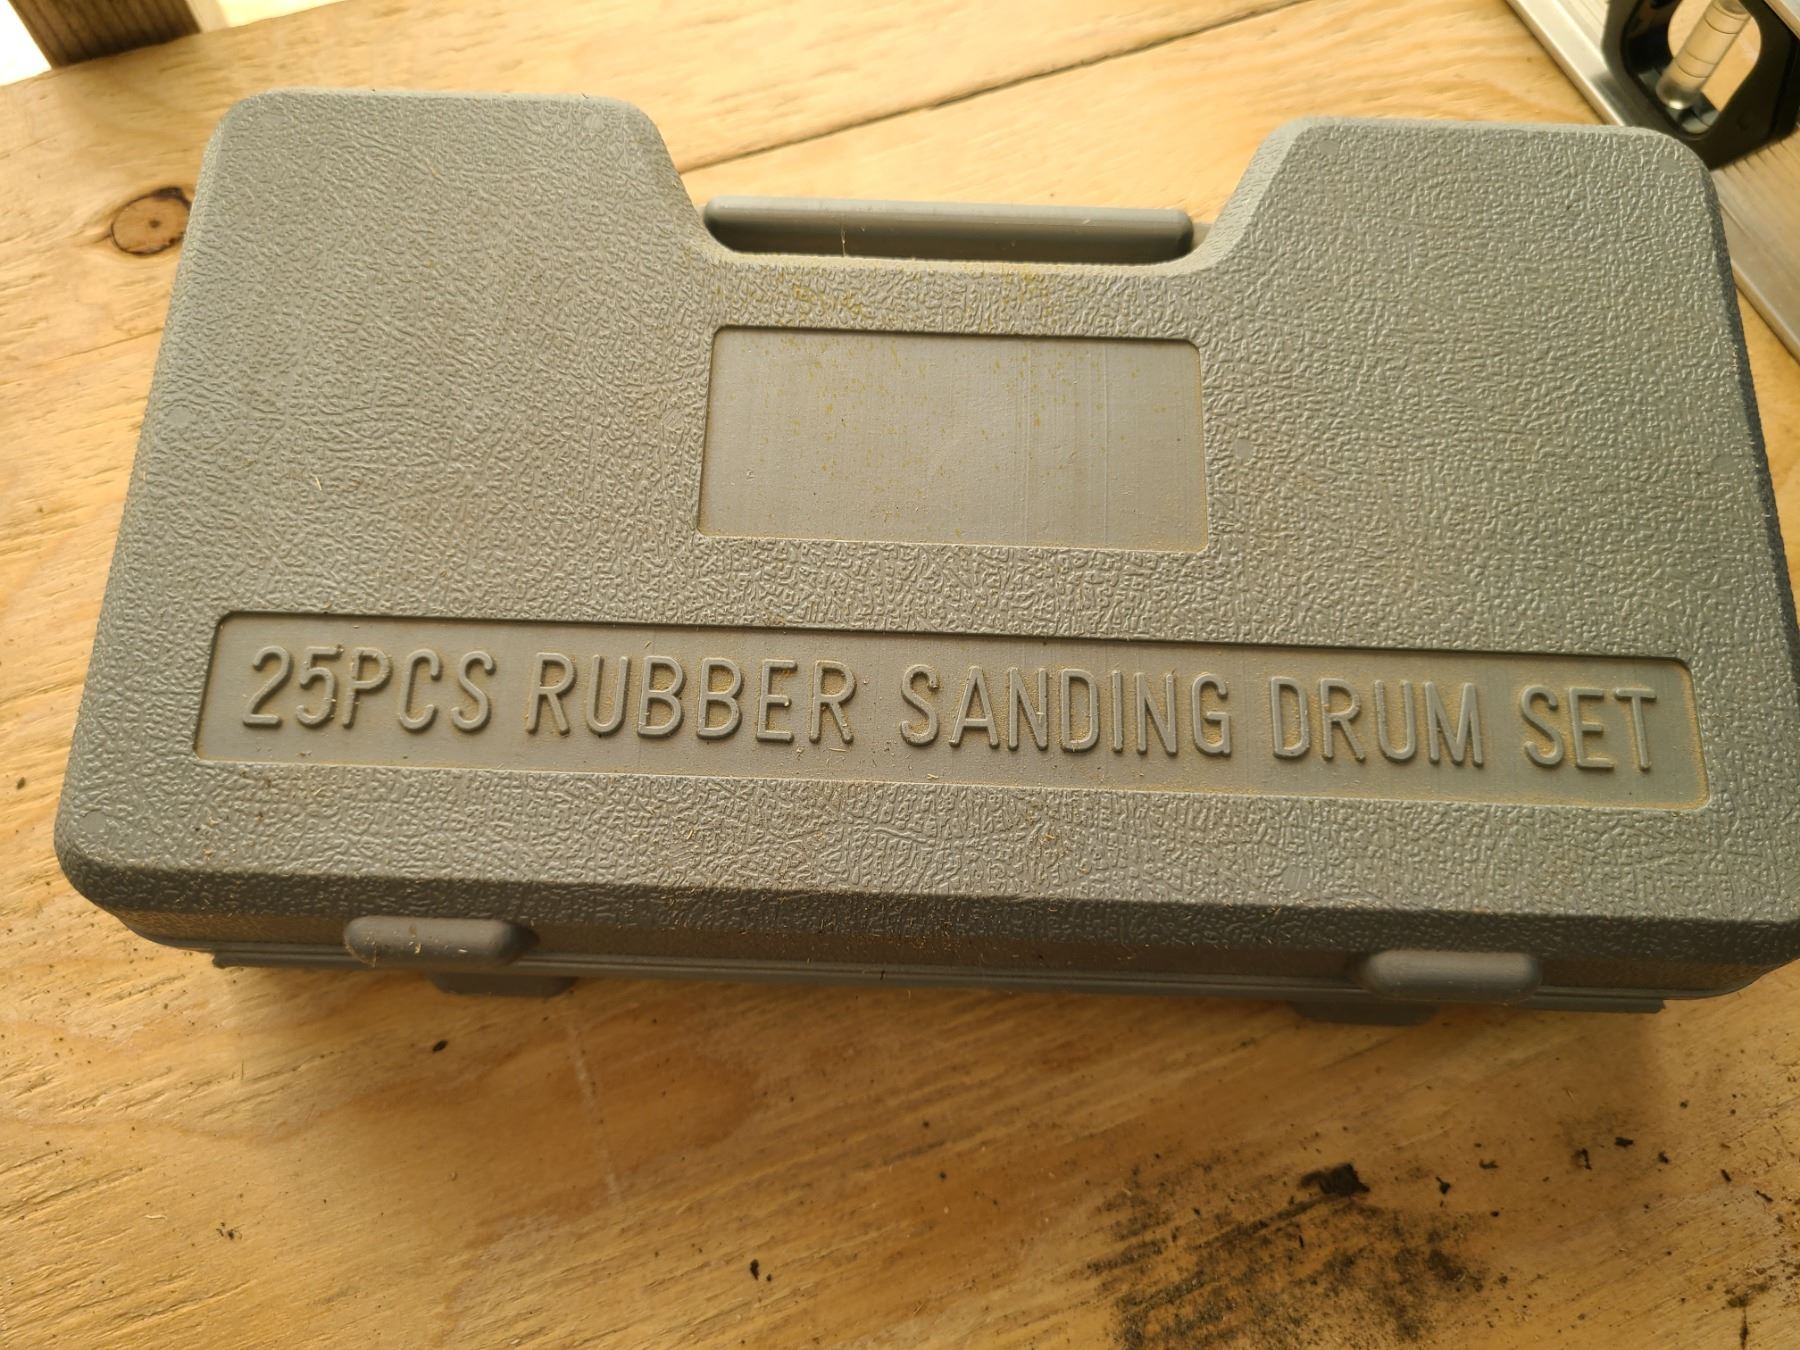 25PCS RUBBER SANDING DRUM SET